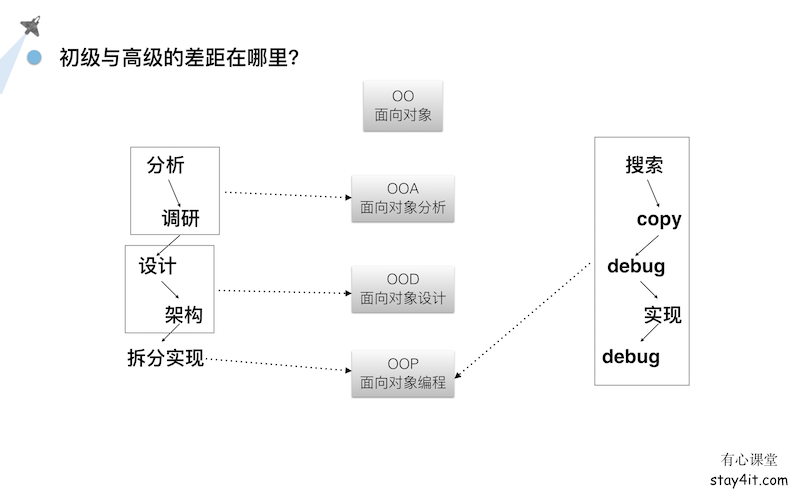 初级与高级的差距在哪里?
OO
面向对象
分析
调研
设计
架构
拆分实现
OOA
面向对象分析
OOD
面向对象设计
OOP
面向对象编程
搜索
copy
debug
实现
debug
有心课堂
stay4it.com